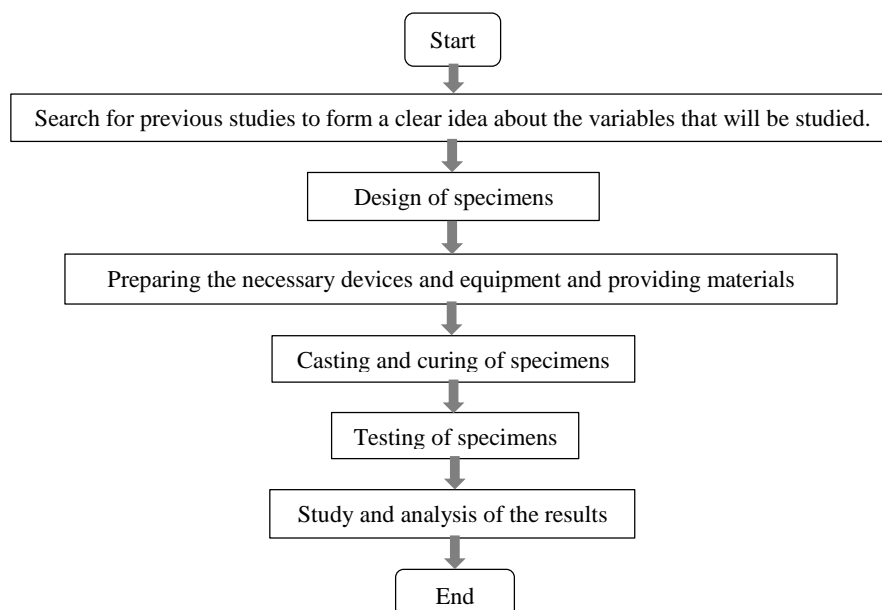 Start
Search for previous studies to form a clear idea about the variables that will be studied.
Design of specimens
Preparing the necessary devices and equipment and providing materials
Casting and curing of specimens
Testing of specimens
Study and analysis of the results
End